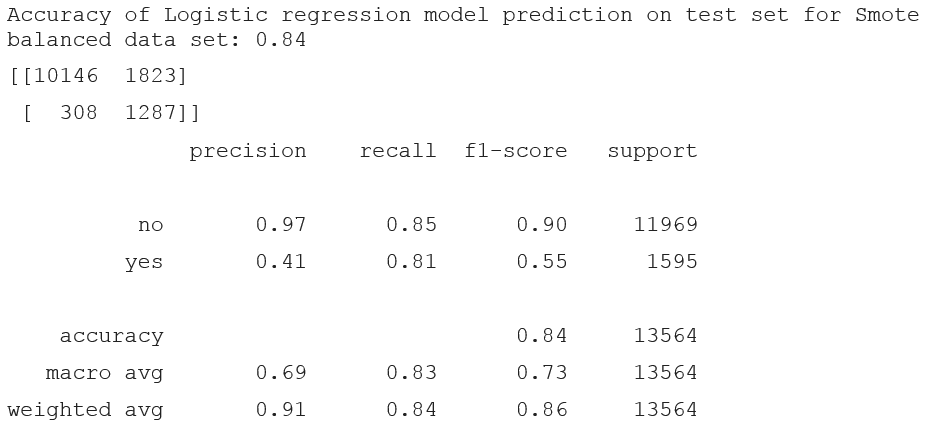 Accuracy of Logistic regression model prediction on test set for Smote
balanced data set: 0.84
[[10146  1823]
 [  308  1287]]
              precision    recall  f1-score   support

          no       0.97      0.85      0.90     11969
         yes       0.41      0.81      0.55      1595

    accuracy                           0.84     13564
   macro avg       0.69      0.83      0.73     13564
weighted avg       0.91      0.84      0.86     13564